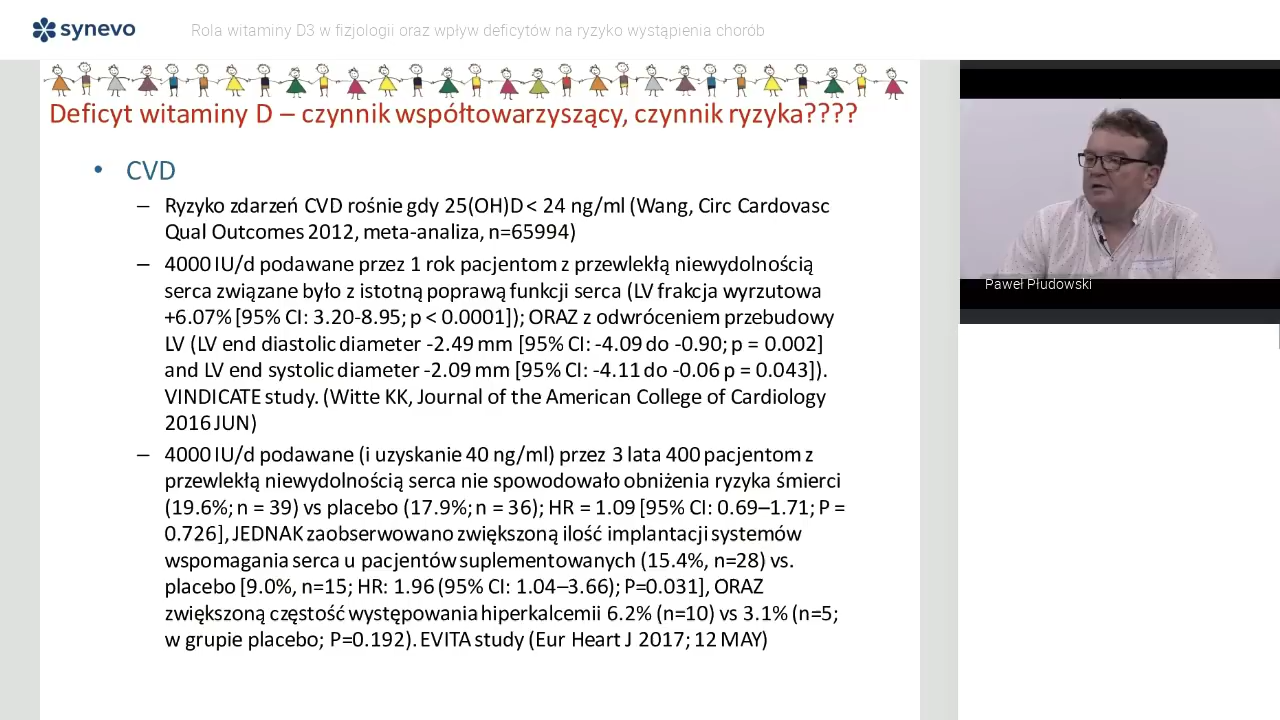 synevo
Rola witaminy D3 w fizjologii oraz wpływ deficytów na ryzyko wystąpienia chorób
Deficyt witaminy D – czynnik współtowarzyszący, czynnik ryzyka????
• CVD
– Ryzyko zdarzeń CVD rośnie gdy 25(OH)D < 24 ng/ml (Wang, Circ Cardovasc
Qual Outcomes 2012, meta-analiza, n=65994)
– 4000 IU/d podawane przez 1 rok pacjentom z przewlekłą niewydolnością
serca związane było z istotną poprawą funkcji serca (LV frakcja wyrzutowa
+6.07% [95% CI: 3.20-8.95; p < 0.0001]); ORAZ z odwróceniem przebudowy
LV (LV end diastolic diameter -2.49 mm [95% CI: -4.09 do -0.90; p = 0.002]
and LV end systolic diameter -2.09 mm [95% CI: -4.11 do -0.06 p = 0.043]).
VINDICATE study. (Witte KK, Journal of the American College of Cardiology
2016 JUN)
– 4000 IU/d podawane (i uzyskanie 40 ng/ml) przez 3 lata 400 pacjentom z
przewlekłą niewydolnością serca nie spowodowało obniżenia ryzyka śmierci
(19.6%; n = 39) vs placebo (17.9%; n = 36); HR = 1.09 [95% CI: 0.69–1.71; P =
0.726], JEDNAK zaobserwowano zwiększoną ilość implantacji systemów
wspomagania serca u pacjentów suplementowanych (15.4%, n=28) vs.
placebo [9.0%, n=15; HR: 1.96 (95% CI: 1.04–3.66); P=0.031], ORAZ
zwiększoną częstość występowania hiperkalcemii 6.2% (n=10) vs 3.1% (n=5;
w grupie placebo; P=0.192). EVITA study (Eur Heart J 2017; 12 MAY)
Paweł Płudowski